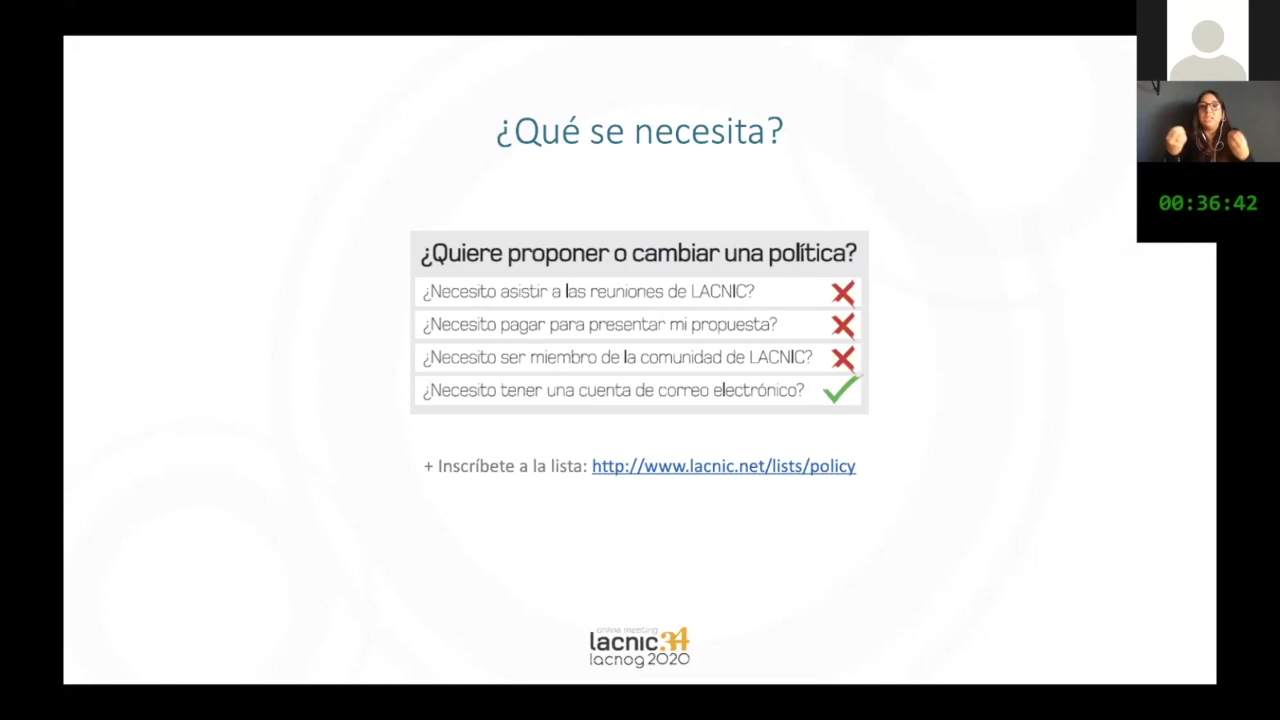 ¿Qué se necesita?
00:36:42
¿Quiere proponer o cambiar una política?
¿Necesito asistir a las reuniones de LACNIC?
¿Necesito pagar para presentar mi propuesta?
¿Necesito ser miembro de la comunidad de LACNIC?
¿Necesito tener una cuenta de correo electrónico?
+ Inscríbete a la lista: http://www.lacnic.net/lists/policy
online meeting
lacnic34
lacnog 2020